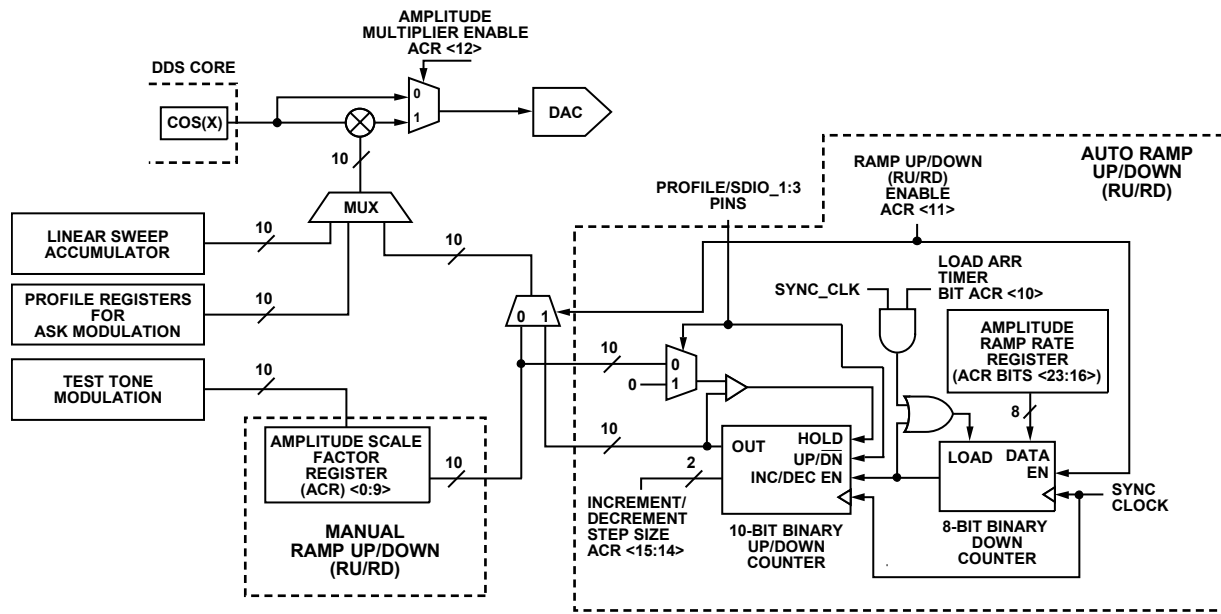 AMPLITUDE
MULTIPLIER ENABLE
ACR <12>
DDS CORE
COS(X)
0
1
DAC
10
MUX
LINEAR SWEEP
ACCUMULATOR
10
PROFILE REGISTERS
FOR
ASK MODULATION
10
TEST TONE
MODULATION
10
AMPLITUDE SCALE
FACTOR
REGISTER
(ACR) <0:9>
10
MANUAL
RAMP UP/DOWN
(RU/RD)
10
0 1
PROFILE/SDIO_1:3
PINS
RAMP UP/DOWN
(RU/RD)
ENABLE
ACR <11>
AUTO RAMP
UP/DOWN
(RU/RD)
SYNC_CLK
LOAD ARR
TIMER
BIT ACR <10>
AMPLITUDE
RAMP RATE
REGISTER
(ACR BITS <23:16>)
8
10
0
0
1
10
OUT
HOLD
UP/DN
INC/DEC EN
2
INCREMENT/
DECREMENT
STEP SIZE
ACR <15:14>
10-BIT BINARY
UP/DOWN
COUNTER
LOAD
DATA
EN
SYNC
CLOCK
8-BIT BINARY
DOWN
COUNTER